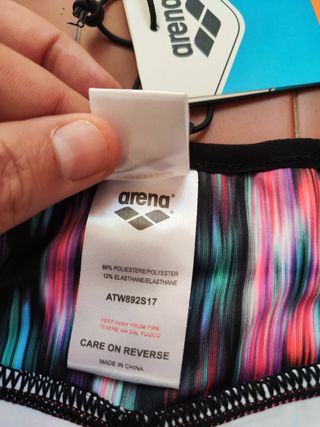 arena
arena
88% POLIESTERE/POLYESTER
12% ELASTHANE/ELASTHANE
ATW892S17
KEEP AWAY FROM FIRE
TENERE VIA DAL FUOCO
CARE ON REVERSE
MADE IN CHINA